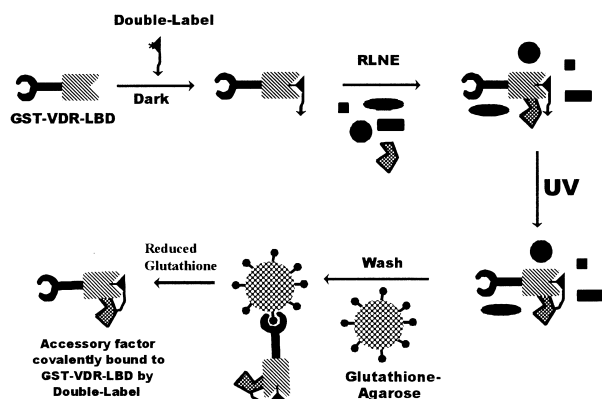 Double-Label
Dark
GST-VDR-LBD
RLNE
UV
Wash
Glutathione-
Agarose
Reduced
Glutathione
Accessory factor
covalently bound to
GST-VDR-LBD by
Double-Label